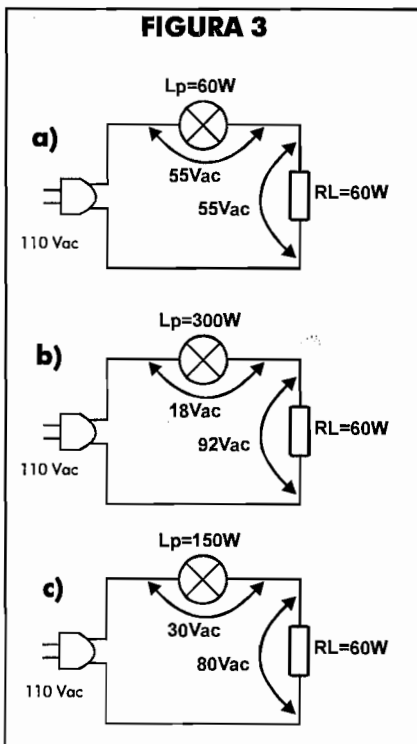 FIGURA 3
a)
Lp=60W
55Vac
55Vac
RL=60W
110 Vac
b)
Lp=300W
18Vac
92Vac
RL=60W
110 Vac
c)
Lp=150W
30Vac
80Vac
RL=60W
110 Vac